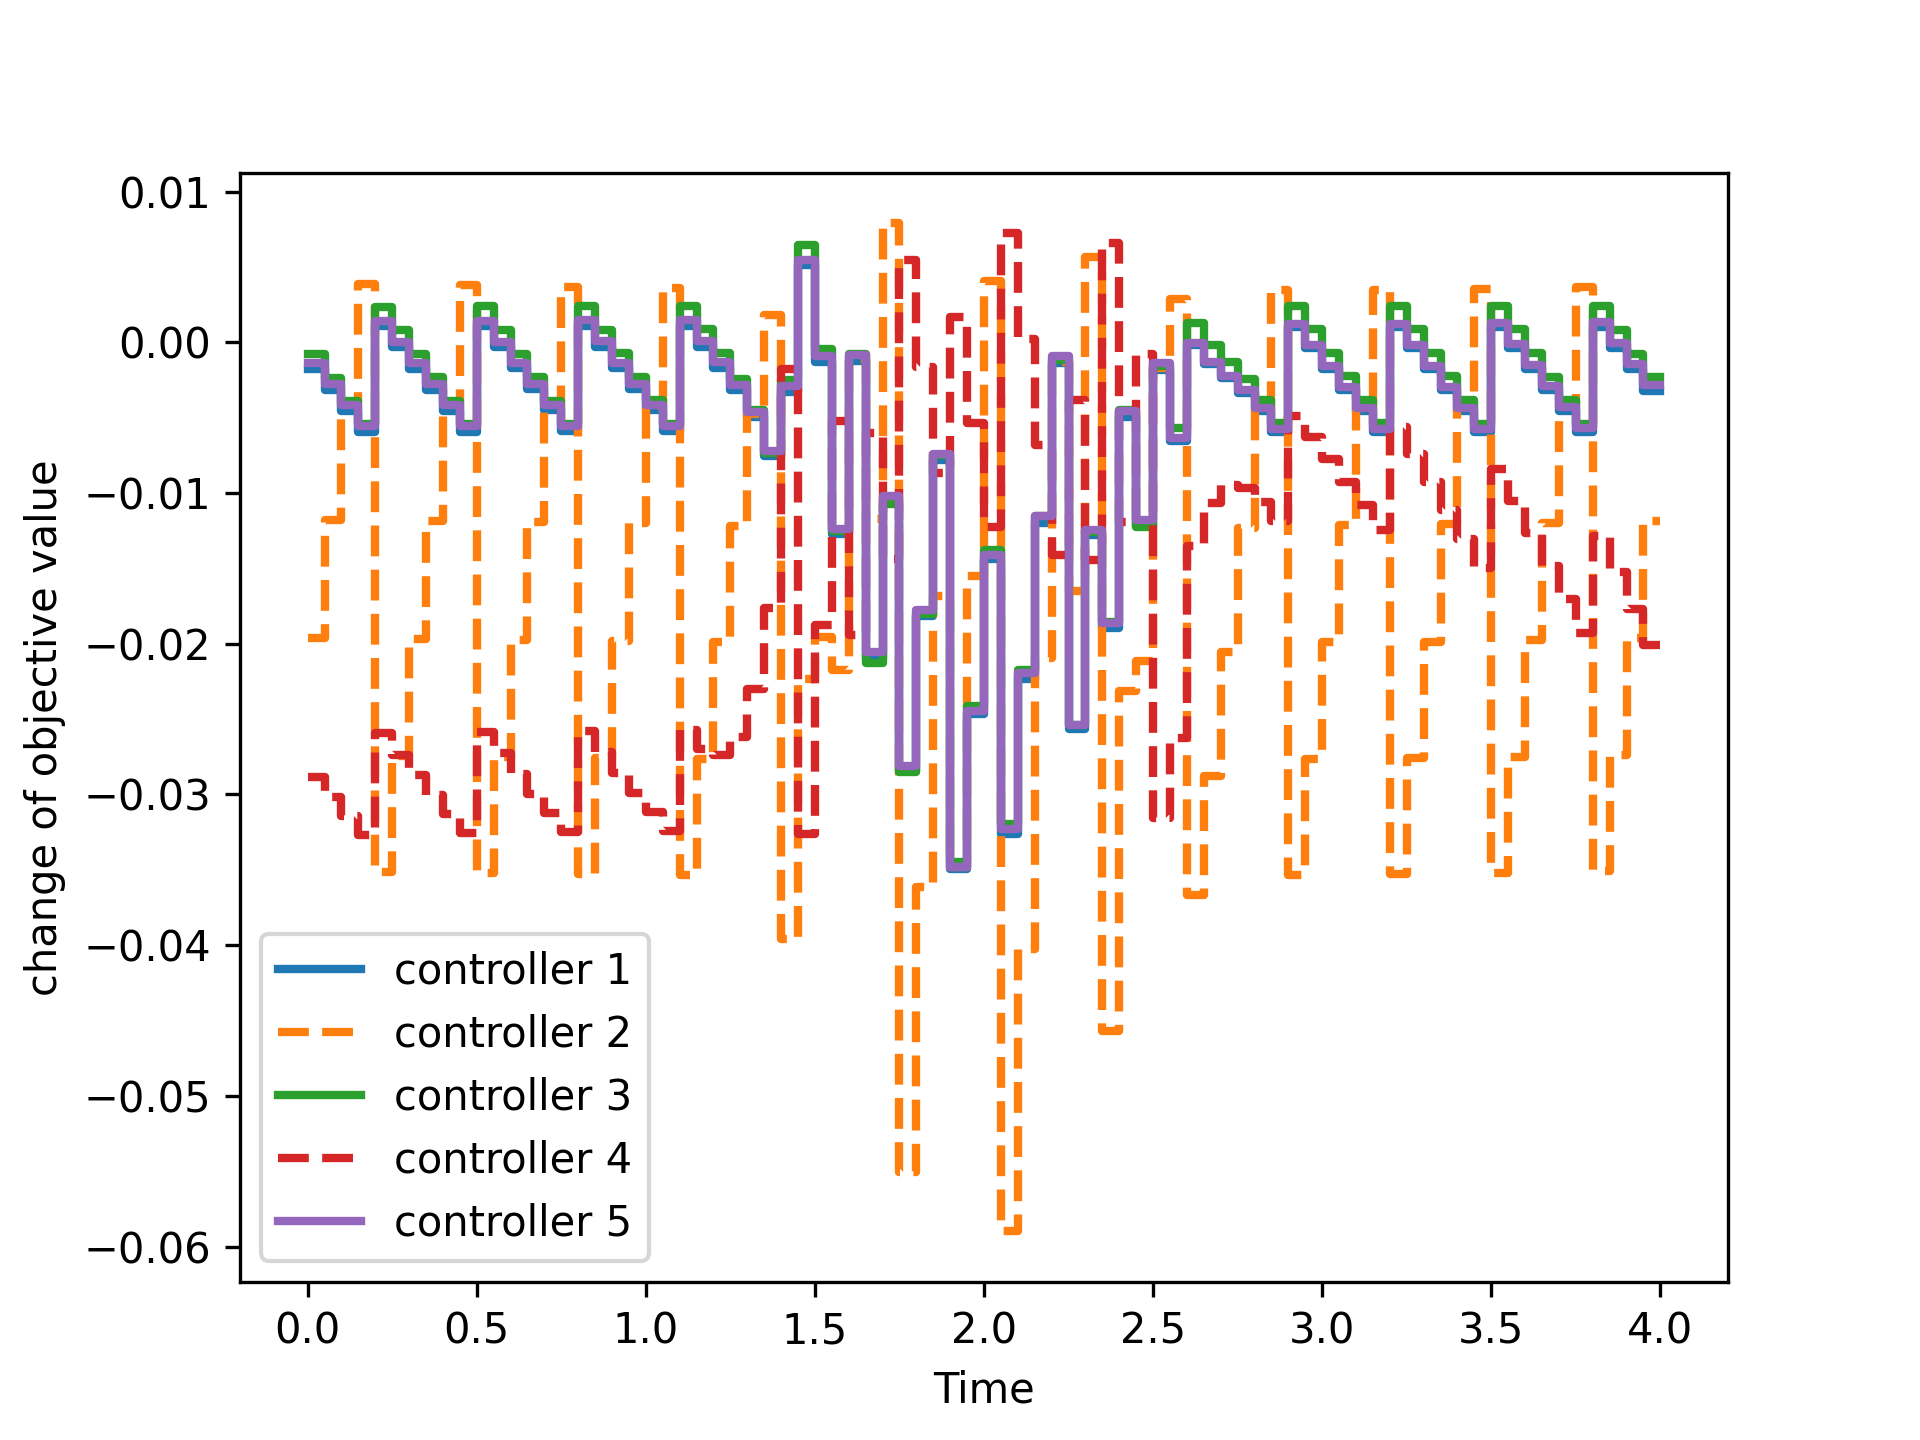 change of objective value
0.01
0.00
−0.01
−0.02
−0.03
−0.04
−0.05
−0.06
controller 1
controller 2
controller 3
controller 4
controller 5
0.0 0.5 1.0 1.5 2.0 2.5 3.0 3.5 4.0
Time